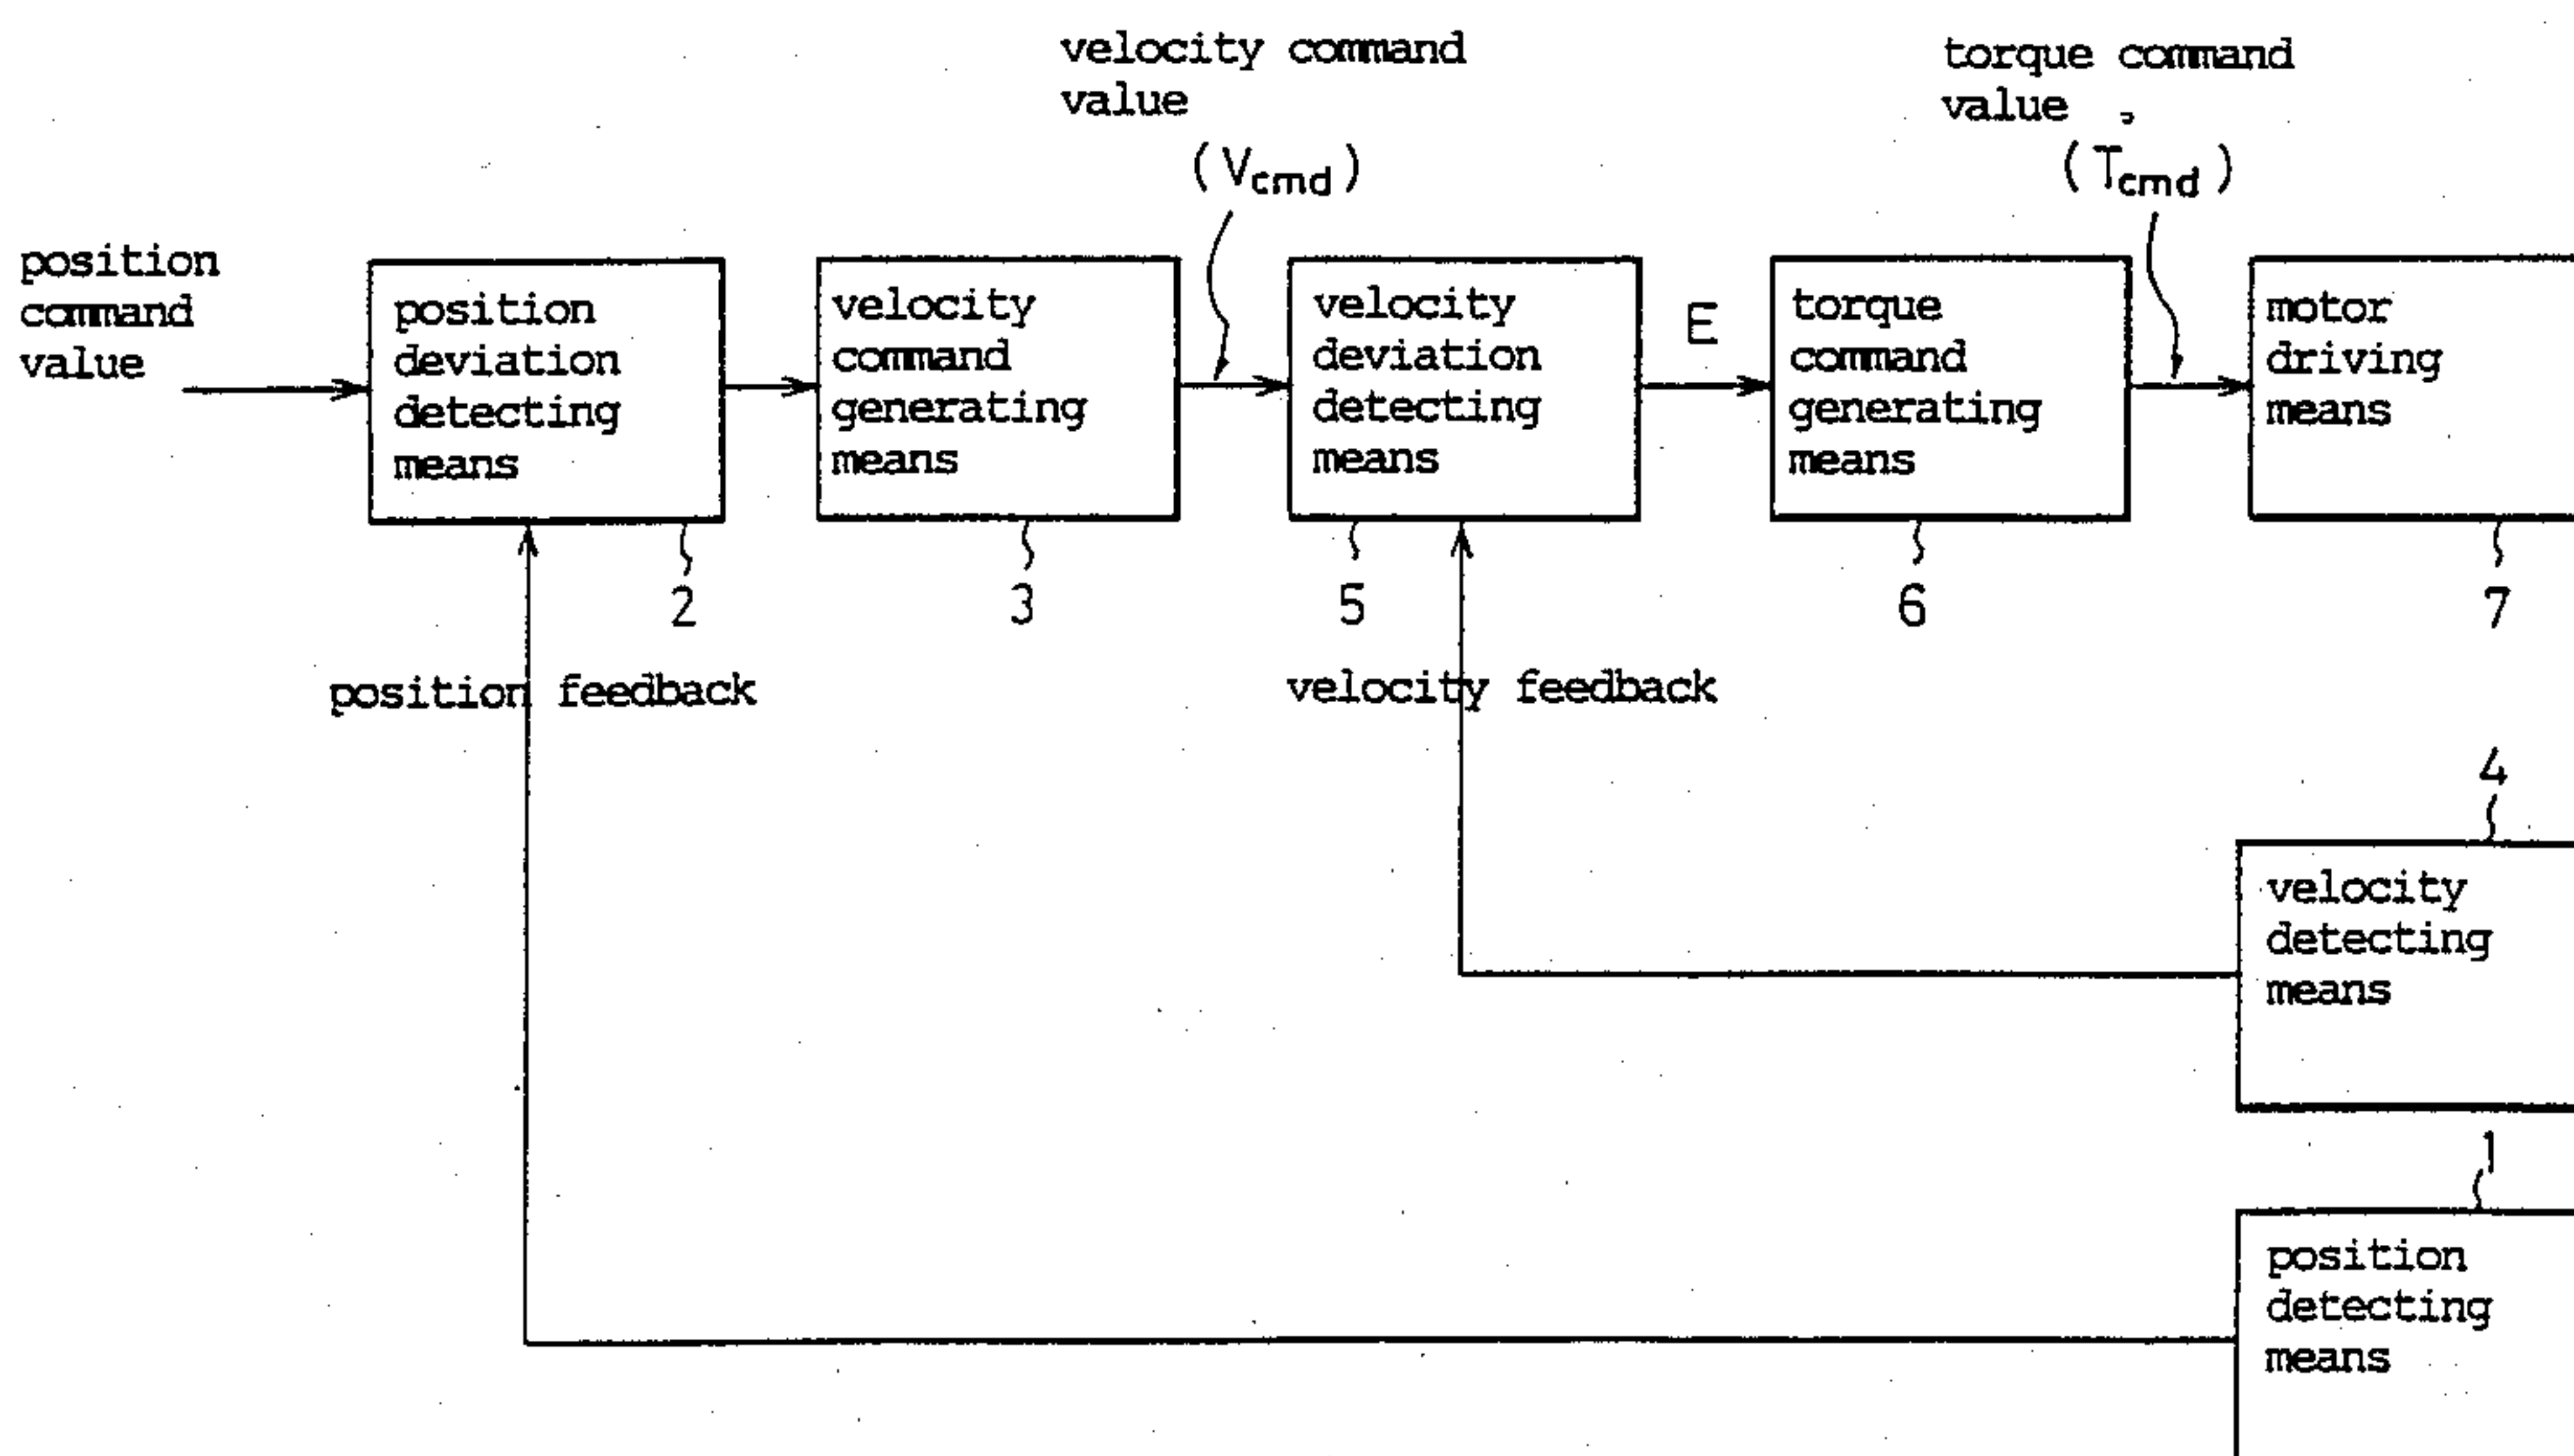 velocity command
value
(Vcmd)
torque command
value
(Tcmd)
position
command
value
position
deviation
detecting
means
velocity
command
generating
means
velocity
deviation
detecting
means
E
torque
command
generating
means
motor
driving
means
2
3
5
6
7
position feedback
velocity feedback
4
velocity
detecting
means
1
position
detecting
means